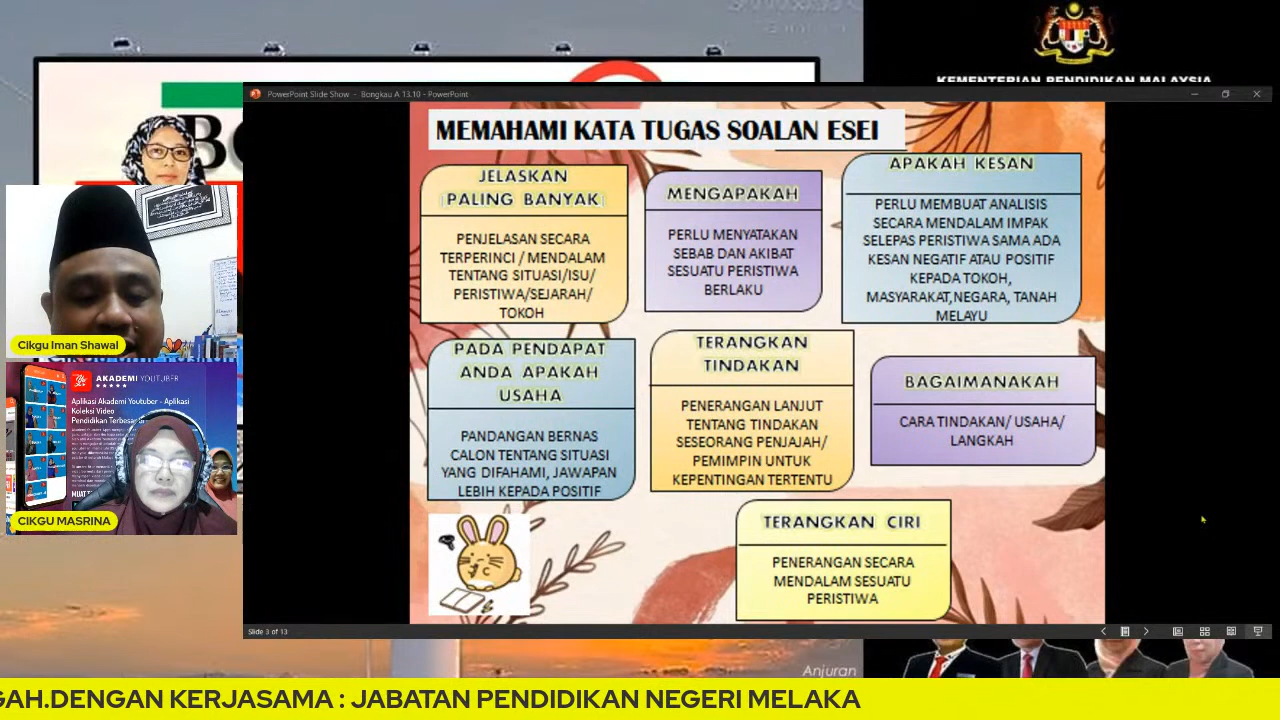 KEMENTERIAN PENDIDIKAN MALAYSIA
PowerPoint Slide Show - Bongkau A 13.10 - PowerPoint
MEMAHAMI KATA TUGAS SOALAN ESEI
JELASKAN
(PALING BANYAK)
PENJELASAN SECARA
TERPERINCI / MENDALAM
TENTANG SITUASI/ISU/
PERISTIWA/SEJARAH/
TOKOH
MENGAPAKAH
PERLU MENYATAKAN
SEBAB DAN AKIBAT
SESUATU PERISTIWA
BERLAKU
APAKAH KESAN
PERLU MEMBUAT ANALISIS
SECARA MENDALAM IMPAK
SELEPAS PERISTIWA SAMA ADA
KESAN NEGATIF ATAU POSITIF
KEPADA TOKOH,
MASYARAKAT,NEGARA, TANAH
MELAYU
PADA PENDAPAT
ANDA APAKAH
USAHA
PANDANGAN BERNAS
CALON TENTANG SITUASI
YANG DIFAHAMI, JAWAPAN
LEBIH KEPADA POSITIF
TERANGKAN
TINDAKAN
PENERANGAN LANJUT
TENTANG TINDAKAN
SESEORANG PENJAJAH/
PEMIMPIN UNTUK
KEPENTINGAN TERTENTU
BAGAIMANAKAH
CARA TINDAKAN/ USAHA/
LANGKAH
TERANGKAN CIRI
PENERANGAN SECARA
MENDALAM SESUATU
PERISTIWA
Cikgu Iman Shawal
AKADEMI YOUTUBER
Aplikasi Akademi Youtuber - Aplikasi
Koleksi Video
CIKGU MASRINA
Slide 3 of 13
Anjuran
GAH.DENGAN KERJASAMA : JABATAN PENDIDIKAN NEGERI MELAKA